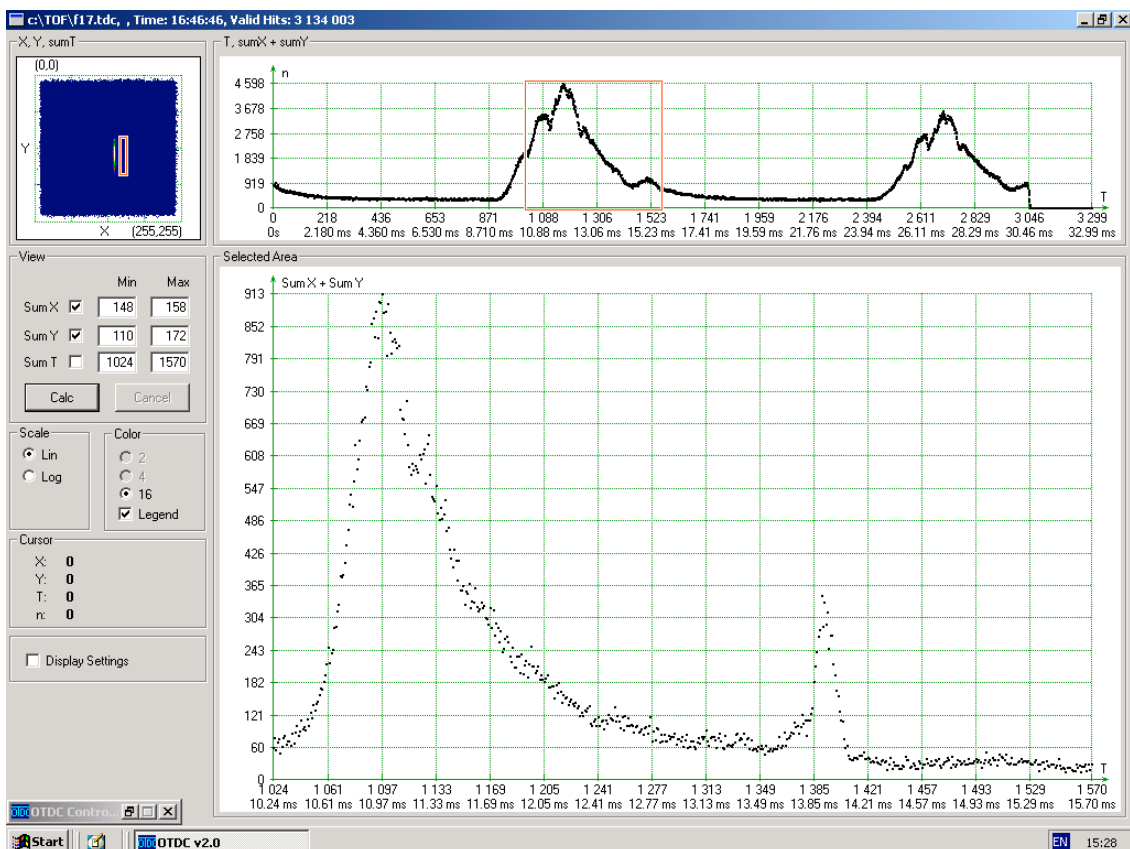 c:\TOF\f17.tdc, , Time: 16:46:46, Valid Hits: 3 134 003
X, Y, sumT
(0,0)
Y
X (255,255)
T, sumX + sumY
n
4 598
3 678
2 758
1 839
919
0
T
0 218 436 653 871 1 088 1 306 1 523 1 741 1 959 2 176 2 394 2 611 2 829 3 046 3 299
0s 2.180 ms 4.360 ms 6.530 ms 8.710 ms 10.88 ms 13.06 ms 15.23 ms 17.41 ms 19.59 ms 21.76 ms 23.94 ms 26.11 ms 28.29 ms 30.46 ms 32.99 ms
View
Min Max
Sum X 148 158
Sum Y 110 172
Sum T 1024 1570
Calc Cancel
Scale
Lin
Log
Color
2
4
16
Legend
Cursor
X: 0
Y: 0
T: 0
n: 0
Display Settings
Selected Area
Sum X + Sum Y
913
852
791
730
669
608
547
486
426
365
304
243
182
121
60
0
T
1 024 1 061 1 097 1 133 1 169 1 205 1 241 1 277 1 313 1 349 1 385 1 421 1 457 1 493 1 529 1 570
10.24 ms 10.61 ms 10.97 ms 11.33 ms 11.69 ms 12.05 ms 12.41 ms 12.77 ms 13.13 ms 13.49 ms 13.85 ms 14.21 ms 14.57 ms 14.93 ms 15.29 ms 15.70 ms
OTDC Contro...
Start OTDC v2.0 EN 15:28